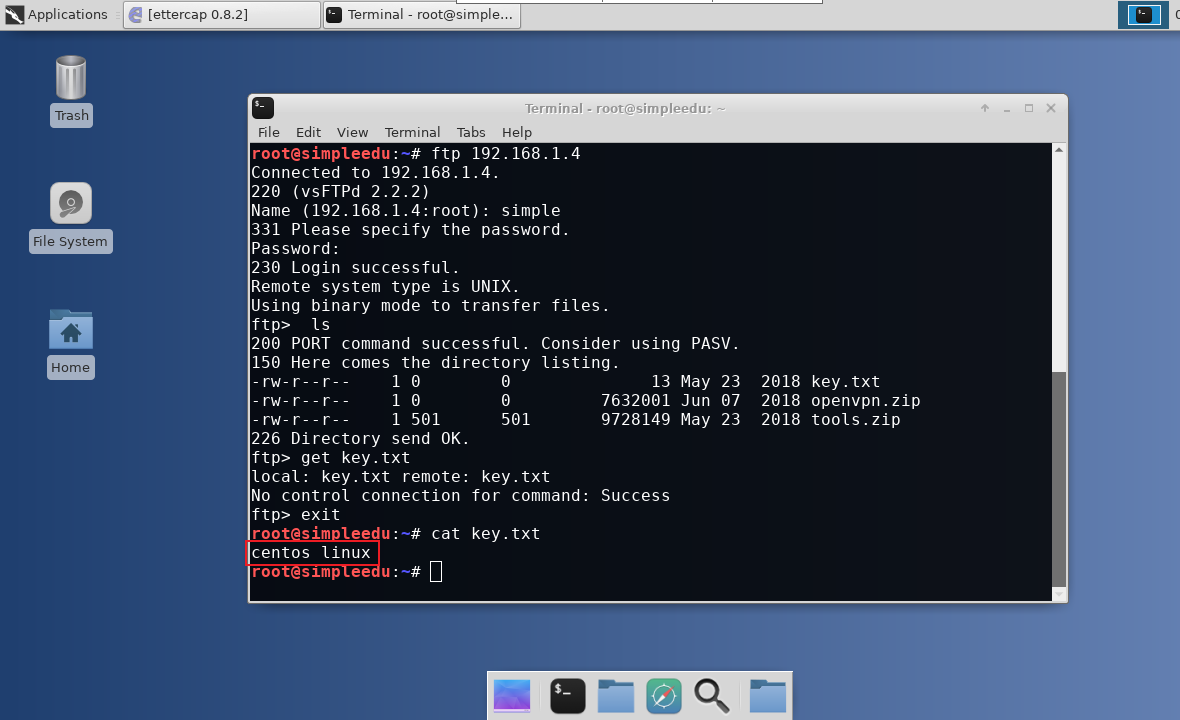 Applications
[ettercap 0.8.2]
Terminal - root@simple...
Trash
File System
Home
Terminal - root@simpleedu: ~
File Edit View Terminal Tabs Help
root@simpleedu:~# ftp 192.168.1.4
Connected to 192.168.1.4.
220 (vsFTPd 2.2.2)
Name (192.168.1.4:root): simple
331 Please specify the password.
Password:
230 Login successful.
Remote system type is UNIX.
Using binary mode to transfer files.
ftp>  ls
200 PORT command successful. Consider using PASV.
150 Here comes the directory listing.
-rw-r--r--    1 0        0              13 May 23  2018 key.txt
-rw-r--r--    1 0        0         7632001 Jun 07  2018 openvpn.zip
-rw-r--r--    1 501      501       9728149 May 23  2018 tools.zip
226 Directory send OK.
ftp> get key.txt
local: key.txt remote: key.txt
No control connection for command: Success
ftp> exit
root@simpleedu:~# cat key.txt
centos linux
root@simpleedu:~#